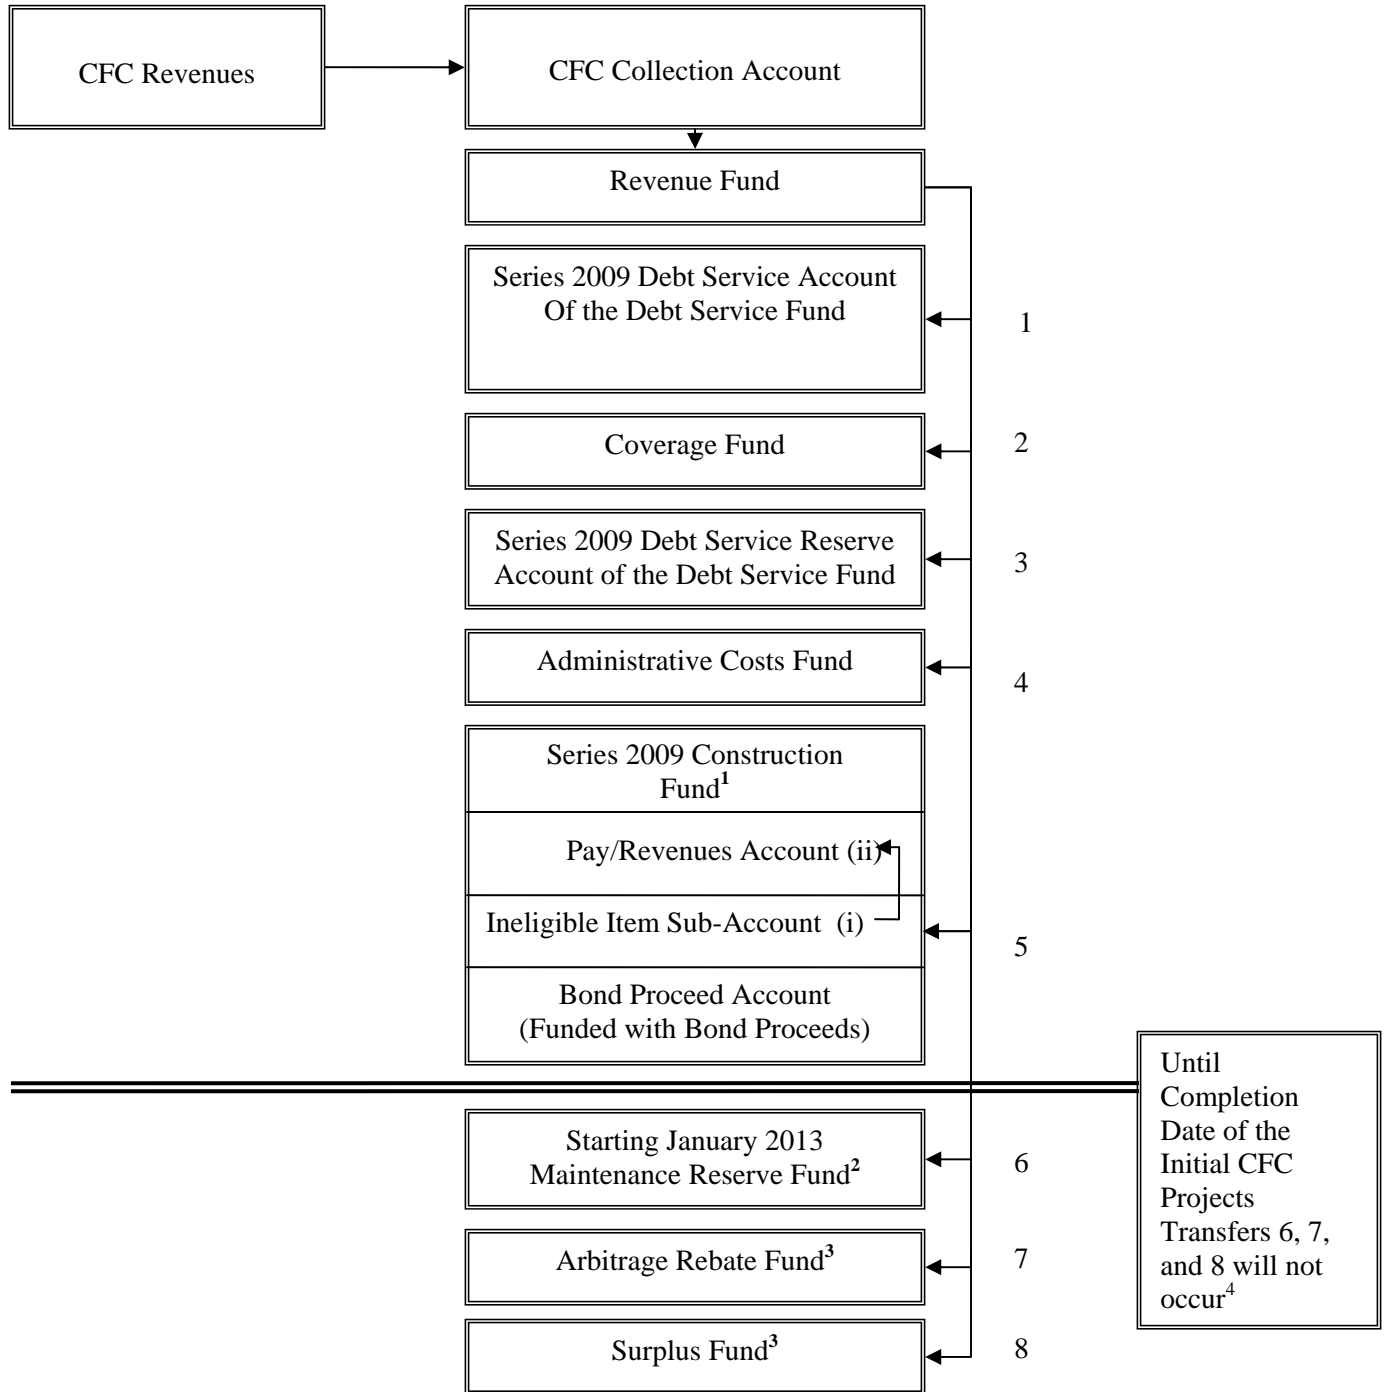 CFC Revenues
CFC Collection Account
Revenue Fund
Series 2009 Debt Service Account
Of the Debt Service Fund
1
Coverage Fund
2
Series 2009 Debt Service Reserve
Account of the Debt Service Fund
3
Administrative Costs Fund
4
Series 2009 Construction
Fund¹
Pay/Revenues Account (ii)
Ineligible Item Sub-Account (i)
5
Bond Proceed Account
(Funded with Bond Proceeds)
Until
Completion
Date of the
Initial CFC
Projects
Transfers 6, 7,
and 8 will not
occur⁴
Starting January 2013
Maintenance Reserve Fund²
6
Arbitrage Rebate Fund³
7
Surplus Fund³
8